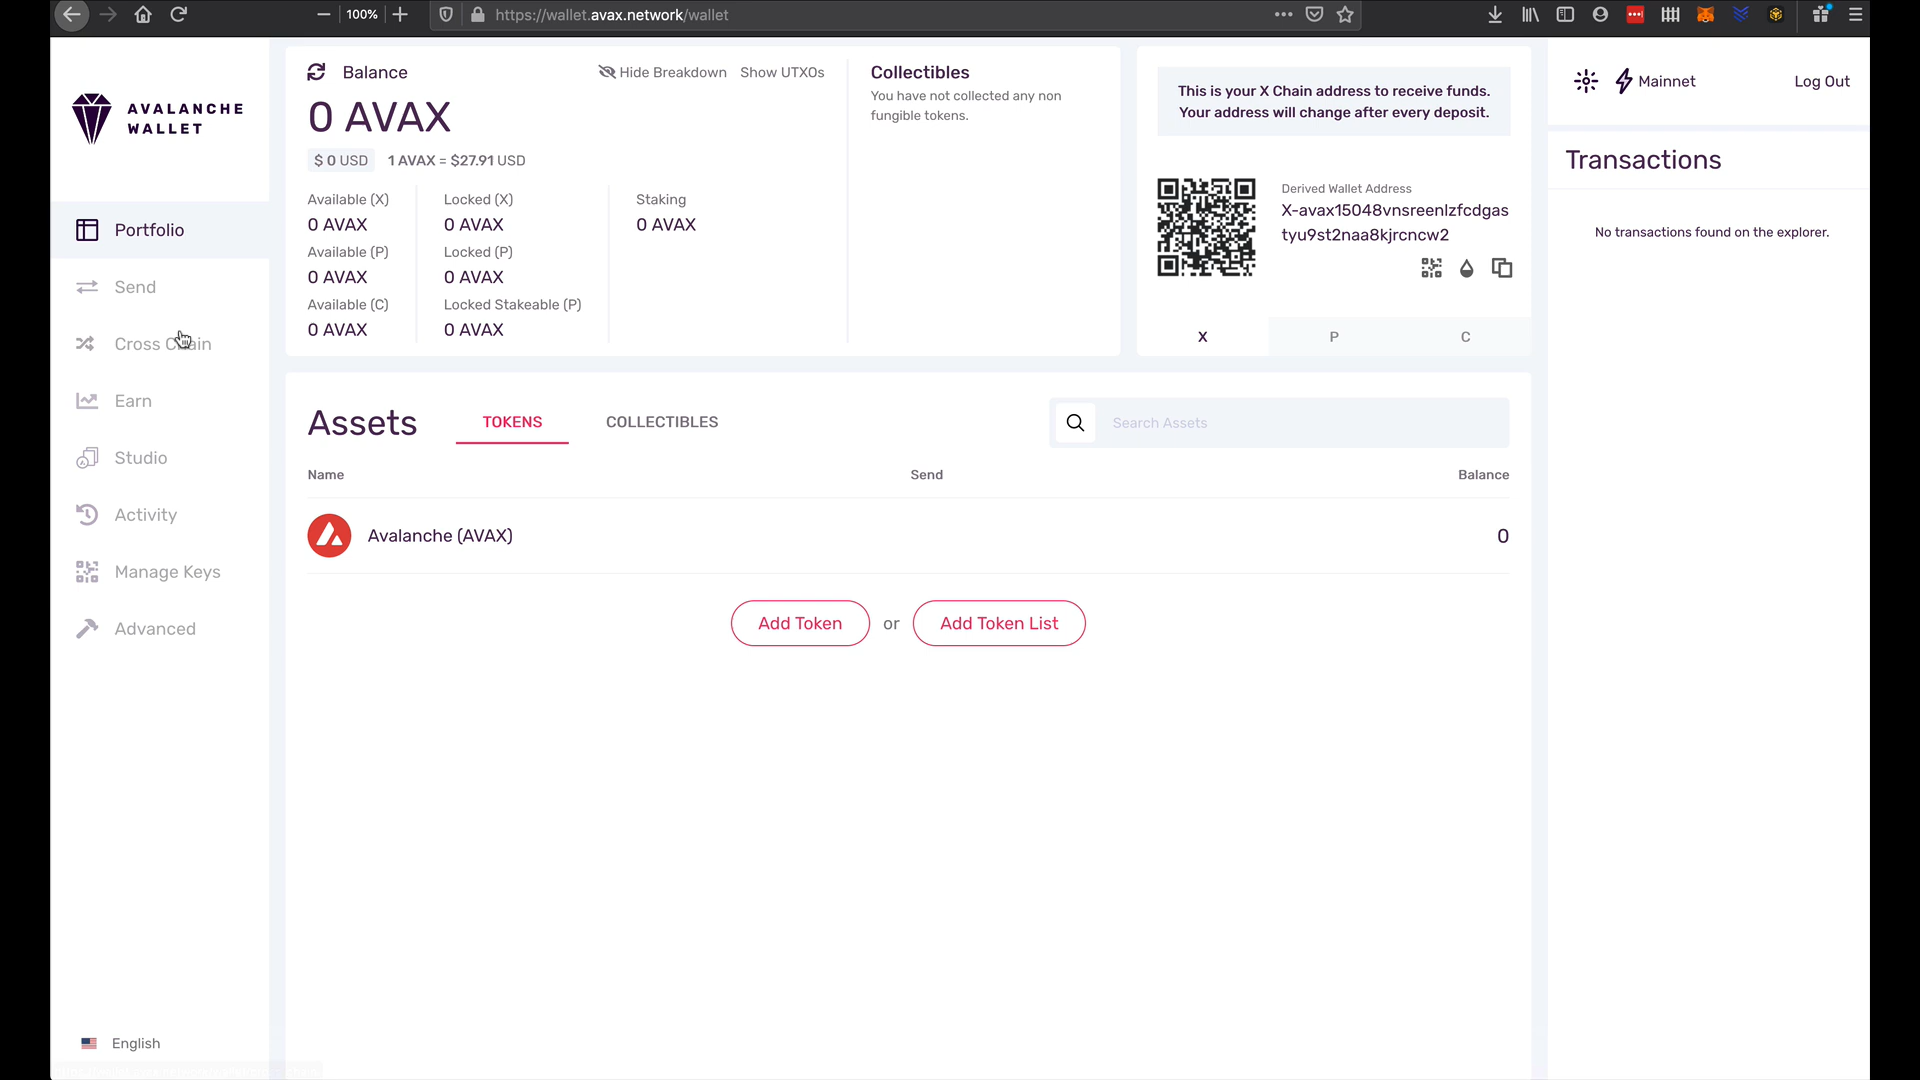 100%
https://wallet.avax.network/wallet
AVALANCHE
WALLET
Portfolio
Send
Cross Chain
Earn
Studio
Activity
Manage Keys
Advanced
English
Balance
Hide Breakdown
Show UTXOs
0 AVAX
$ 0 USD
1 AVAX = $27.91 USD
Available (X)
0 AVAX
Available (P)
0 AVAX
Available (C)
0 AVAX
Locked (X)
0 AVAX
Locked (P)
0 AVAX
Locked Stakeable (P)
0 AVAX
Staking
0 AVAX
Collectibles
You have not collected any non
fungible tokens.
This is your X Chain address to receive funds.
Your address will change after every deposit.
Derived Wallet Address
X-avax15048vnsreenlzfcdgas
tyu9st2naa8kjrcncw2
X
P
C
Mainnet
Log Out
Transactions
No transactions found on the explorer.
Assets
TOKENS
COLLECTIBLES
Search Assets
Name
Send
Balance
Avalanche (AVAX)
0
Add Token
or
Add Token List